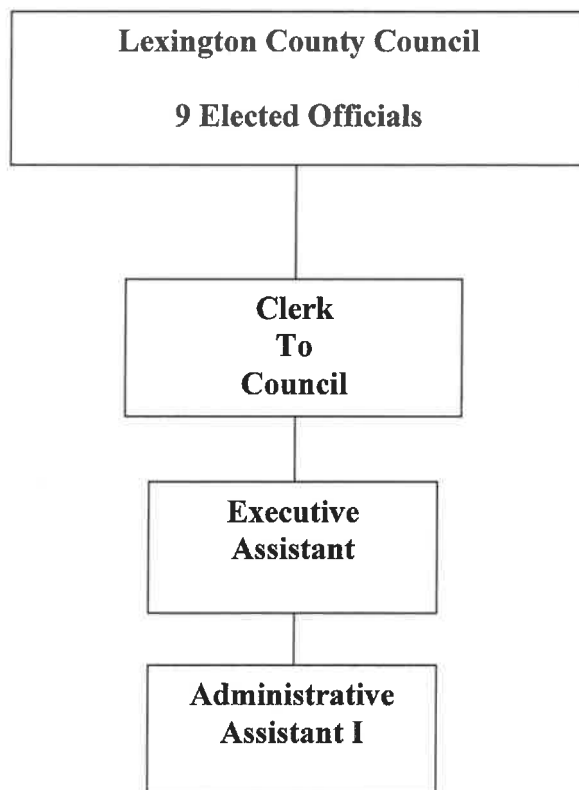 Lexington County Council
9 Elected Officials
Clerk
To
Council
Executive
Assistant
Administrative
Assistant I